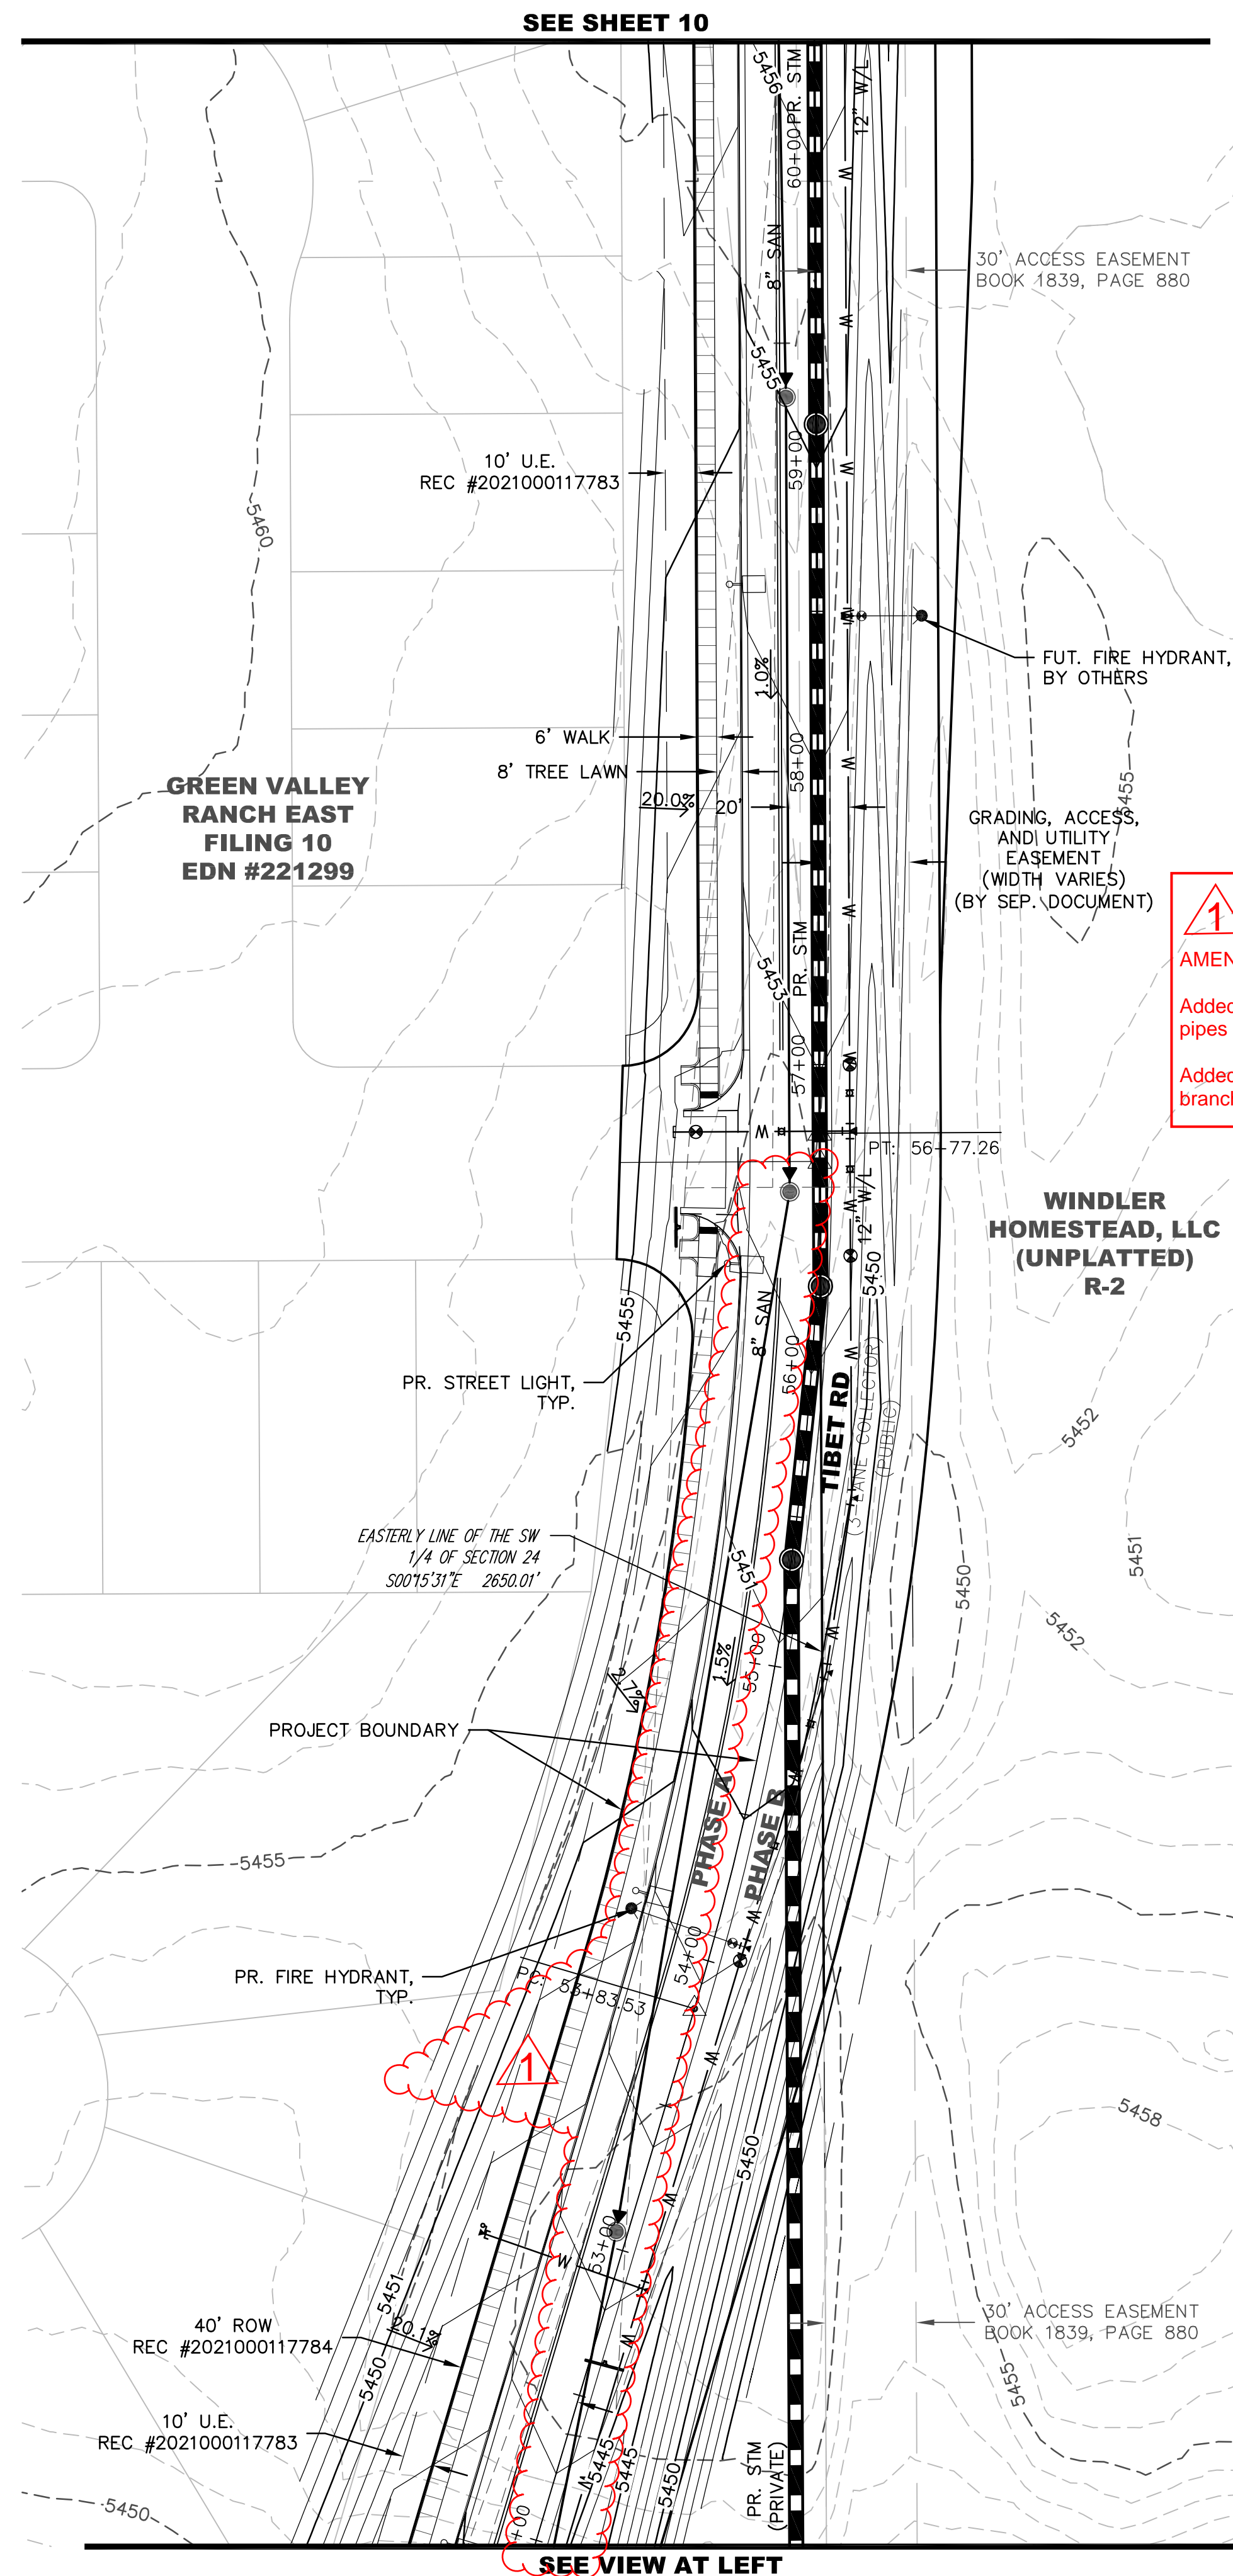 SEE SHEET 10
5456
60+00
PR. STM
12" W/L
W
8" SAN
30' ACCESS EASEMENT
BOOK 1839, PAGE 880
W
5455
59+00
10' U.E.
REC #2021000117783
W
5460
W
FUT. FIRE HYDRANT,
BY OTHERS
1.0%
6' WALK
8' TREE LAWN
58+00
W
5455
20.0%
20'
GREEN VALLEY
RANCH EAST
FILING 10
EDN #221299
GRADING, ACCESS,
AND UTILITY
EASEMENT
(WIDTH VARIES)
(BY SEP. DOCUMENT)
W
1
AMEN
Added
pipes
Added
branch
PR. STM
5453
57+00
W
W
PT: 56+77.26
12" W/L
W
WINDLER
HOMESTEAD, LLC
(UNPLATTED)
R-2
5450
5455
8" SAN
56+00
W
PR. STREET LIGHT,
TYP.
TIBET RD
(3-LANE COLLECTOR)
(PUBLIC)
5452
EASTERLY LINE OF THE SW
1/4 OF SECTION 24
S00°15'31"E 2650.01'
5451
5450
5451
5452
W
1.5%
55+00
2.7%
PROJECT BOUNDARY
W
PHASE A
PHASE B
5455
W
54+00
PR. FIRE HYDRANT,
TYP.
PC: 53+83.53
W
1
5458
5450
W
53+00
W
5451
40' ROW
REC #2021000117784
20.1%
W
30' ACCESS EASEMENT
BOOK 1839, PAGE 880
5450
5455
10' U.E.
REC #2021000117783
5445
5445
5450
PR. STM
(PRIVATE)
W
5450
+00
SEE VIEW AT LEFT